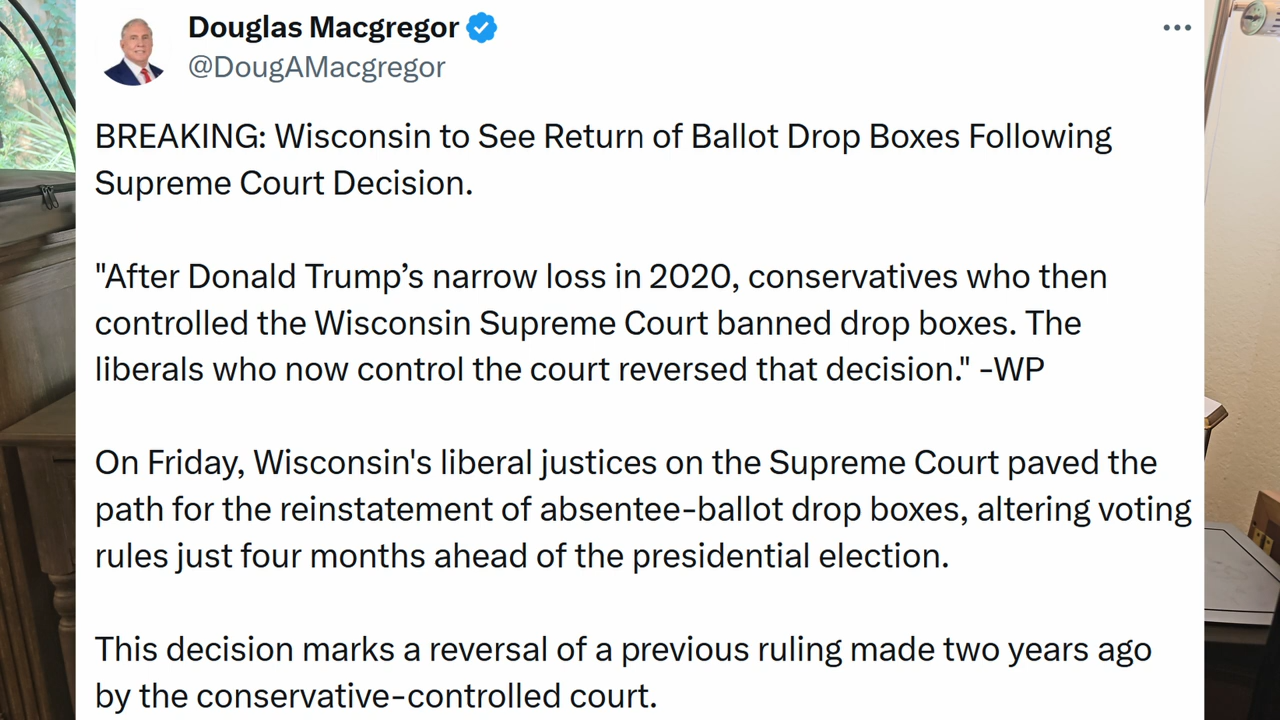 Douglas Macgregor
@DougAMacgregor
BREAKING: Wisconsin to See Return of Ballot Drop Boxes Following
Supreme Court Decision.
"After Donald Trump’s narrow loss in 2020, conservatives who then
controlled the Wisconsin Supreme Court banned drop boxes. The
liberals who now control the court reversed that decision." -WP
On Friday, Wisconsin's liberal justices on the Supreme Court paved the
path for the reinstatement of absentee-ballot drop boxes, altering voting
rules just four months ahead of the presidential election.
This decision marks a reversal of a previous ruling made two years ago
by the conservative-controlled court.